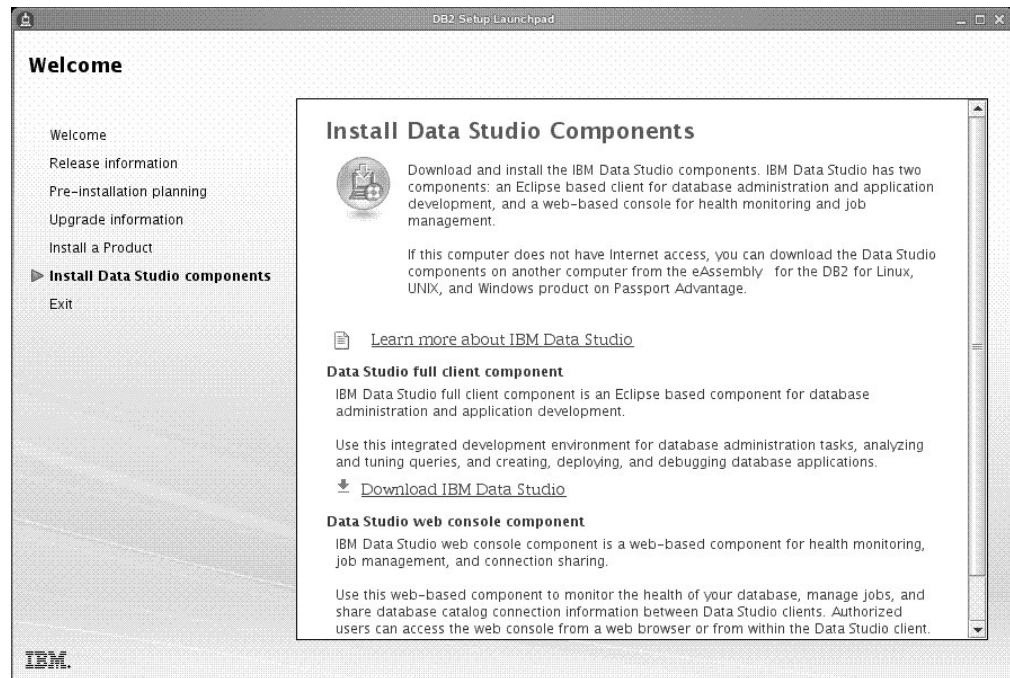 DB2 Setup Launchpad
Welcome
Welcome
Release information
Pre-installation planning
Upgrade information
Install a Product
Install Data Studio components
Exit
Install Data Studio Components
Download and install the IBM Data Studio components. IBM Data Studio has two
components: an Eclipse based client for database administration and application
development, and a web-based console for health monitoring and job
management.
If this computer does not have Internet access, you can download the Data Studio
components on another computer from the eAssembly for the DB2 for Linux,
UNIX, and Windows product on Passport Advantage.
Learn more about IBM Data Studio
Data Studio full client component
IBM Data Studio full client component is an Eclipse based component for database
administration and application development.
Use this integrated development environment for database administration tasks, analyzing
and tuning queries, and creating, deploying, and debugging database applications.
Download IBM Data Studio
Data Studio web console component
IBM Data Studio web console component is a web-based component for health monitoring,
job management, and connection sharing.
Use this web-based component to monitor the health of your database, manage jobs, and
share database catalog connection information between Data Studio clients. Authorized
users can access the web console from a web browser or from within the Data Studio client.
IBM.